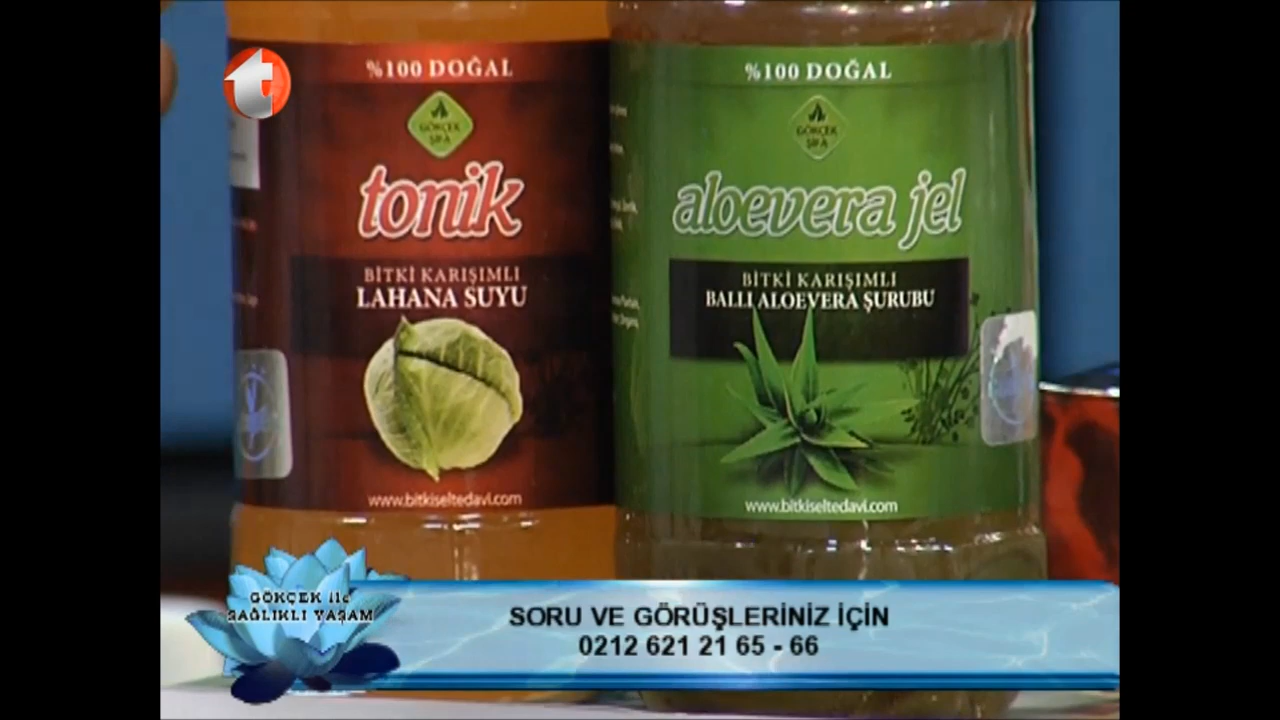 %100 DOĞAL
GÖKÇEK
ŞİFA
tonik
BİTKİ KARIŞIMLI
LAHANA SUYU
www.bitkiseltedavi.com
%100 DOĞAL
GÖKÇEK
ŞİFA
aloevera jel
BİTKİ KARIŞIMLI
BALLI ALOEVERA ŞURUBU
www.bitkiseltedavi.com
GÖKÇEK ile
SAĞLIKLI YAŞAM
SORU VE GÖRÜŞLERİNİZ İÇİN
0212 621 21 65 - 66